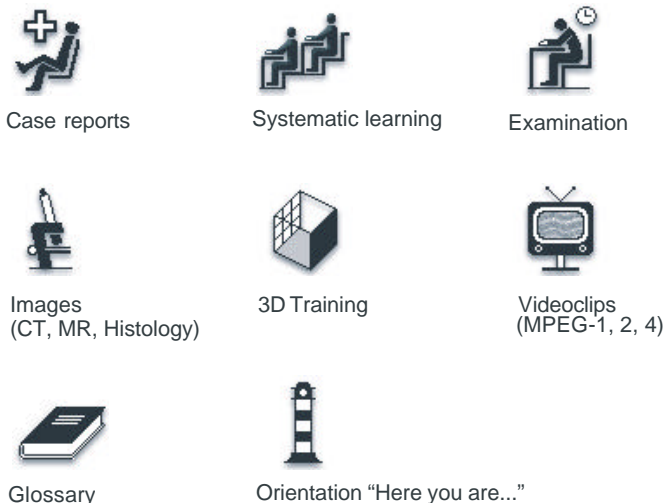 Case reports
Systematic learning
Examination
Images
(CT, MR, Histology)
3D Training
Videoclips
(MPEG-1, 2, 4)
Glossary
Orientation “Here you are...”